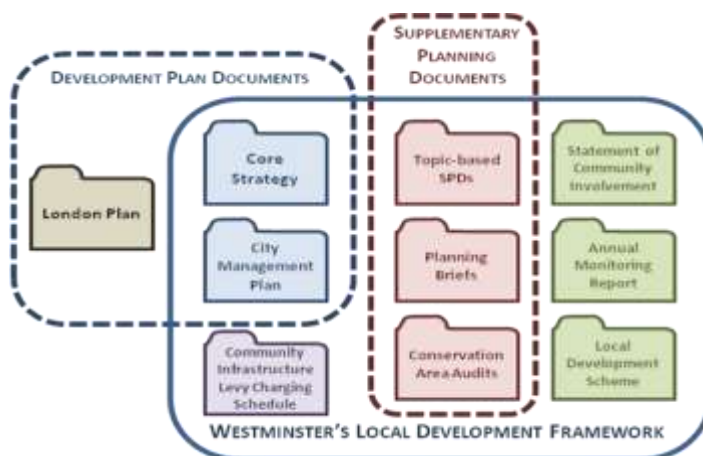 SUPPLEMENTARY
PLANNING
DOCUMENTS
DEVELOPMENT PLAN DOCUMENTS
London Plan
Core
Strategy
City
Management
Plan
Community
Infrastructure
Levy Charging
Schedule
Topic-based
SPDs
Planning
Briefs
Conservation
Area Audits
Statement of
Community
Involvement
Annual
Monitoring
Report
Local
Development
Scheme
WESTMINSTER'S LOCAL DEVELOPMENT FRAMEWORK